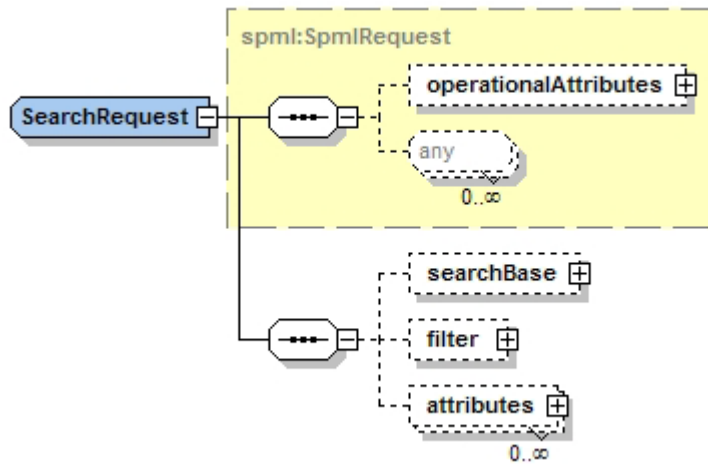 spml:SpmlRequest
operationalAttributes
SearchRequest
any
0..∞
searchBase
filter
attributes
0..∞